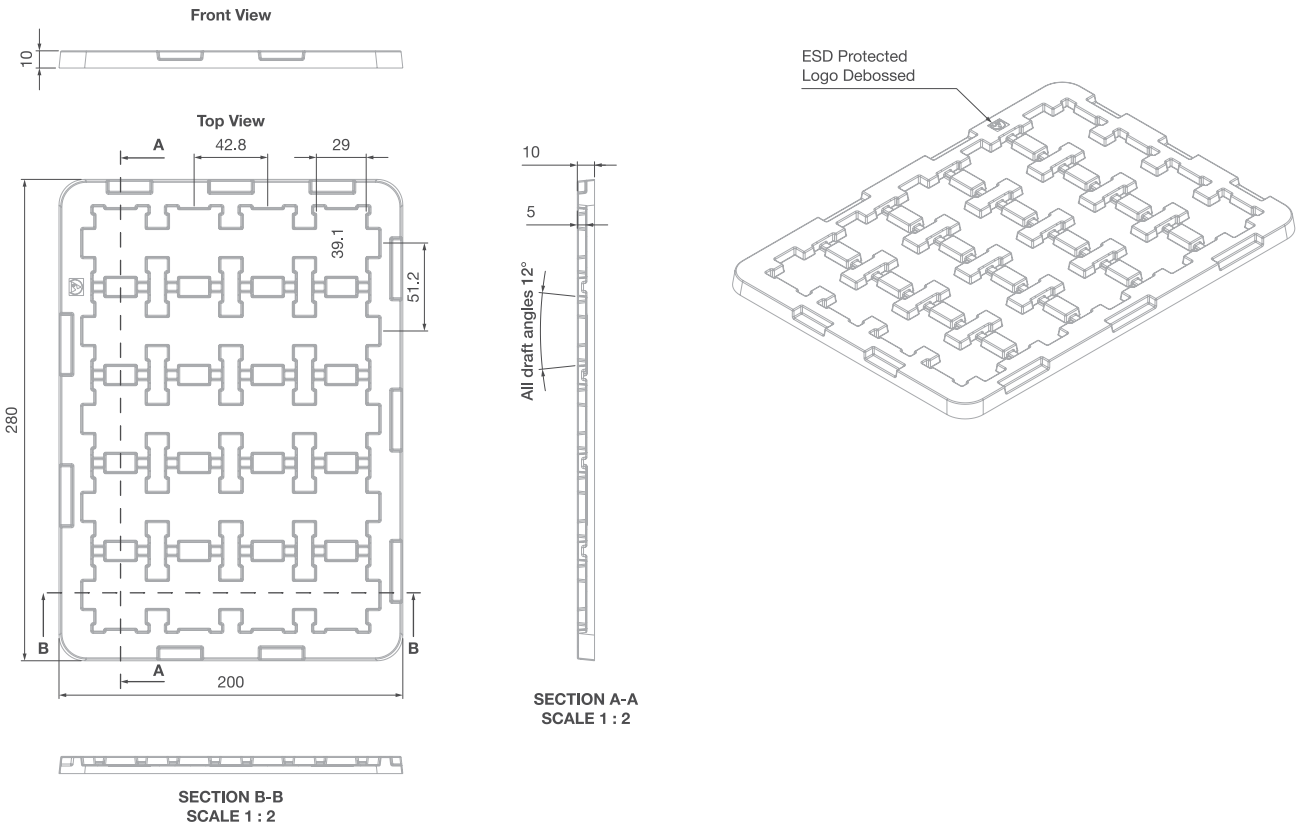 Front View
10
ESD Protected
Logo Debossed
Top View
A
42.8
29
10
5
39.1
51.2
All draft angles 12°
280
B
B
A
200
SECTION A-A
SCALE 1 : 2
SECTION B-B
SCALE 1 : 2